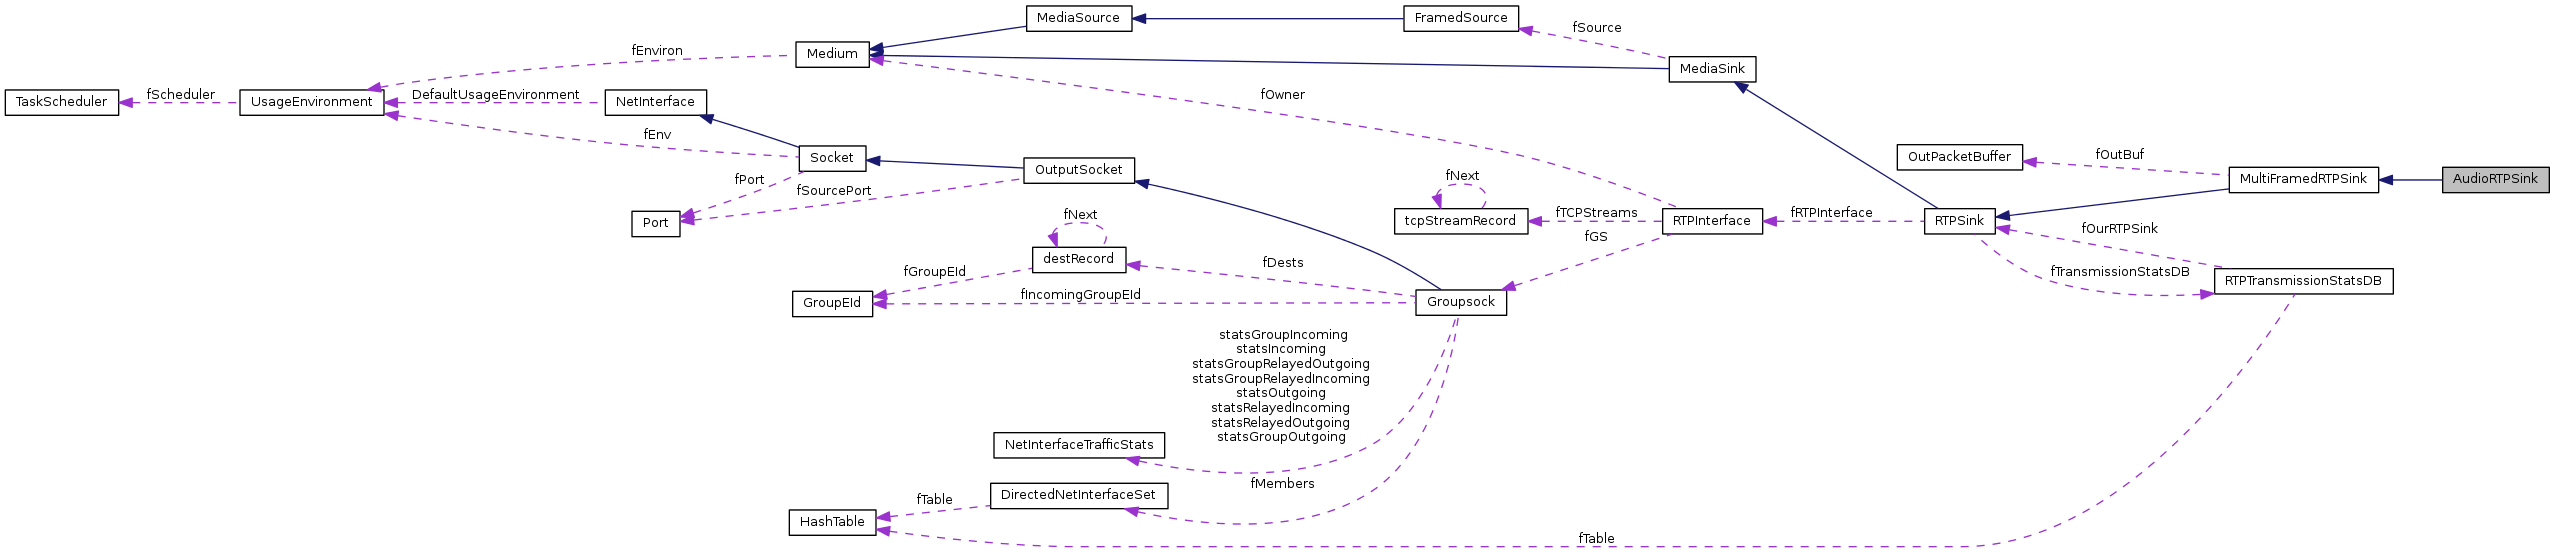 MediaSource
FramedSource
fSource
fEnviron
Medium
MediaSink
TaskScheduler
fScheduler
UsageEnvironment
DefaultUsageEnvironment
NetInterface
fOwner
fEnv
Socket
OutputSocket
OutPacketBuffer
fOutBuf
MultiFramedRTPSink
AudioRTPSink
fPort
fSourcePort
fNext
Port
fNext
tcpStreamRecord
fTCPStreams
RTPInterface
fRTPInterface
RTPSink
fOurRTPSink
fGS
destRecord
fDests
fGroupEId
fTransmissionStatsDB
RTPTransmissionStatsDB
GroupEId
fIncomingGroupEId
Groupsock
statsGroupIncoming
statsIncoming
statsGroupRelayedOutgoing
statsGroupRelayedIncoming
statsOutgoing
statsRelayedIncoming
statsRelayedOutgoing
statsGroupOutgoing
NetInterfaceTrafficStats
fMembers
DirectedNetInterfaceSet
fTable
HashTable
fTable